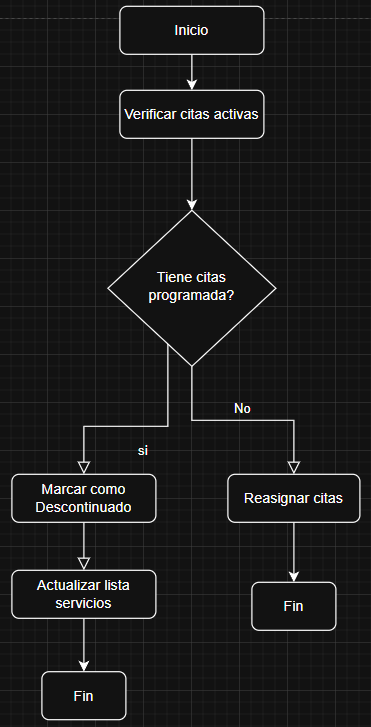 Inicio
Verificar citas activas
Tiene citas
programada?
No
si
Marcar como
Descontinuado
Reasignar citas
Actualizar lista
servicios
Fin
Fin